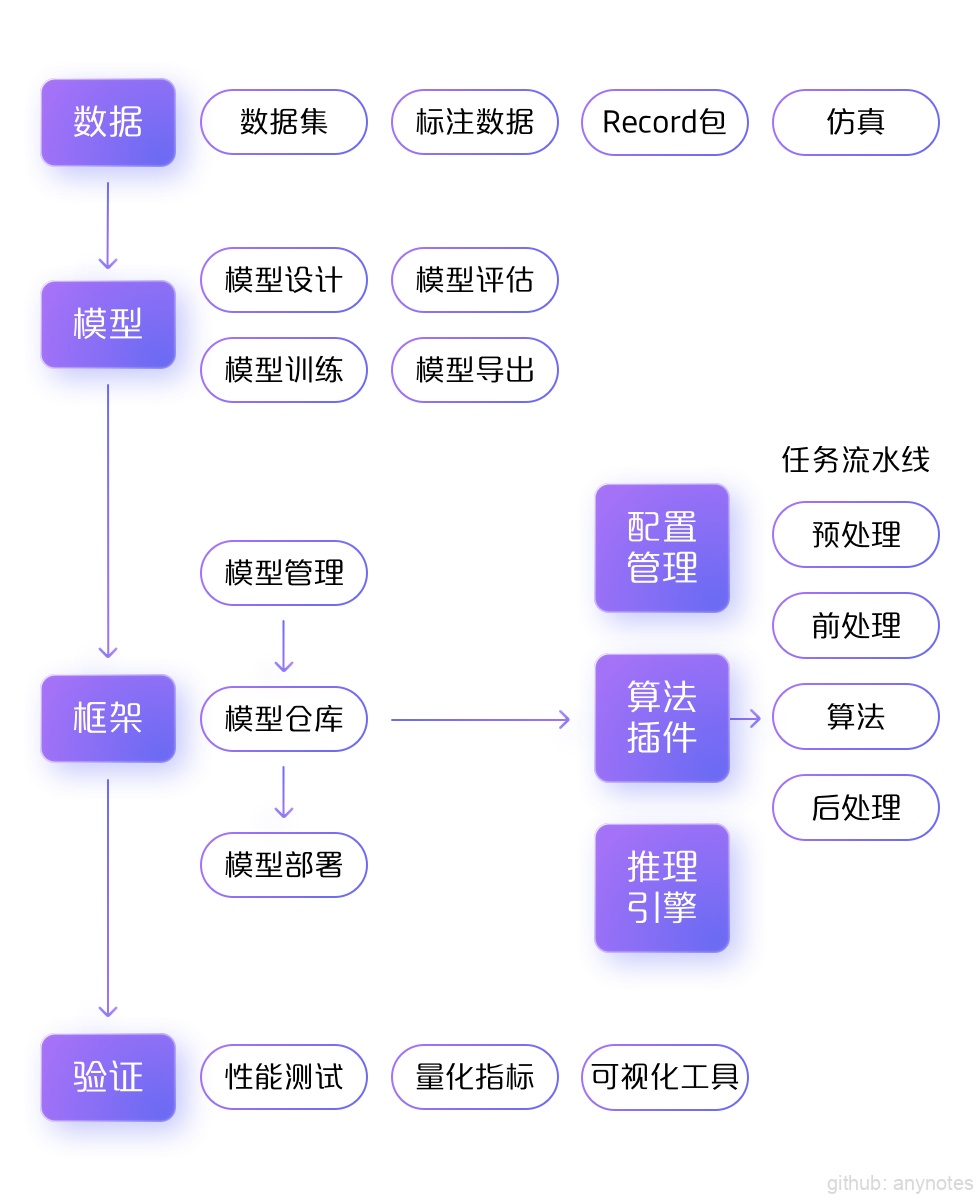 数据
数据集
标注数据
Record包
仿真
模型
模型设计
模型评估
模型训练
模型导出
框架
模型管理
模型仓库
模型部署
配置
管理
算法
插件
推理
引擎
任务流水线
预处理
前处理
算法
后处理
验证
性能测试
量化指标
可视化工具
github: anynotes